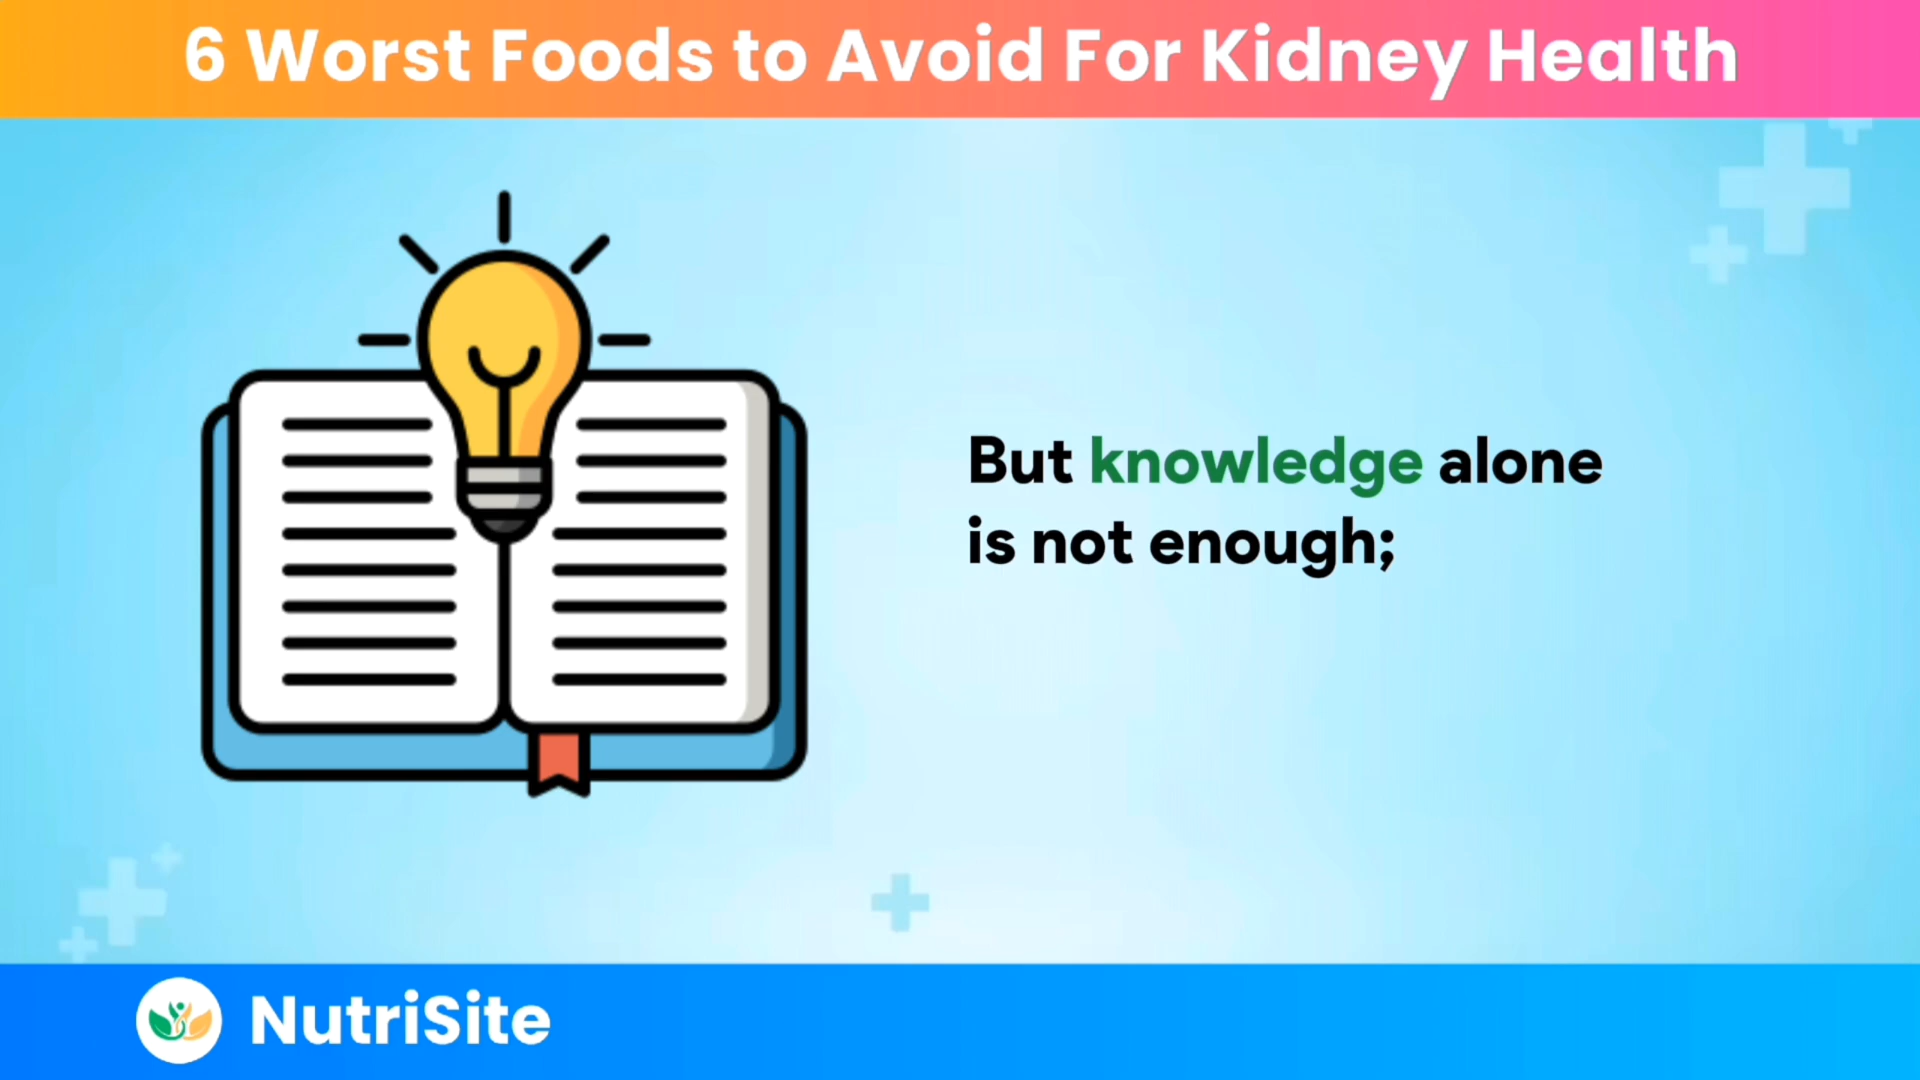 6 Worst Foods to Avoid For Kidney Health
But knowledge alone
is not enough;
NutriSite